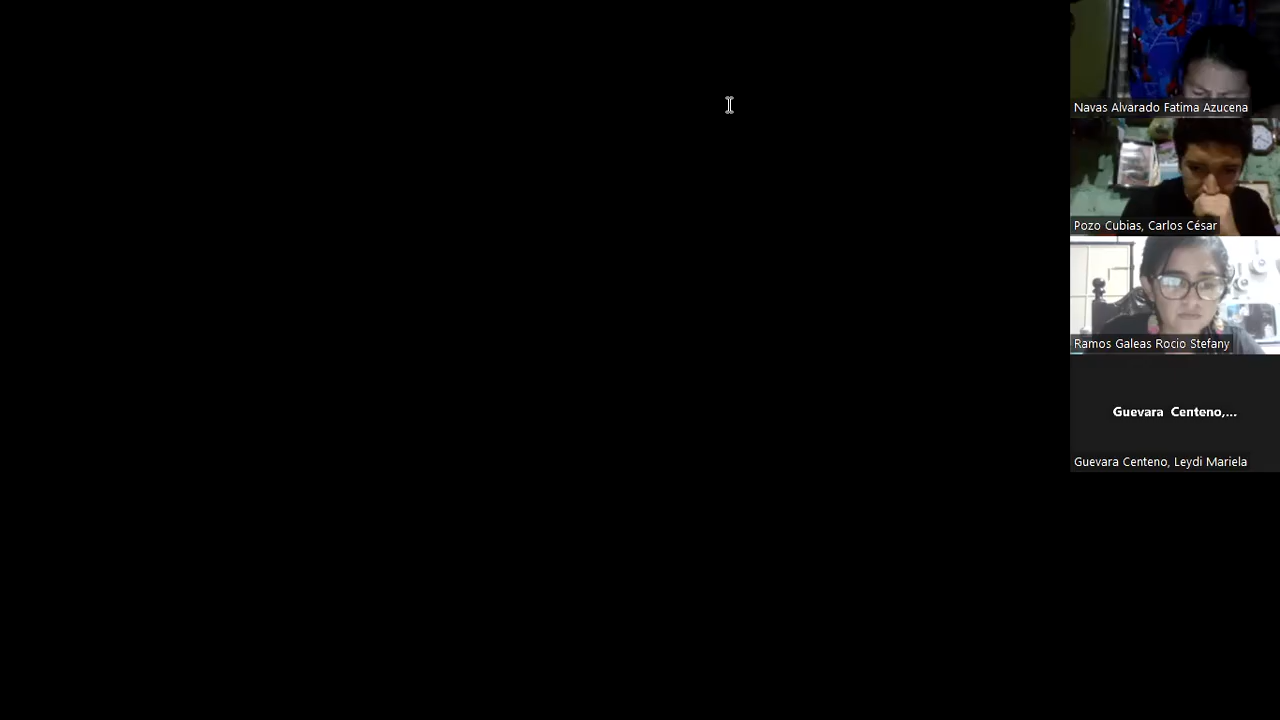 Navas Alvarado Fatima Azucena
Pozo Cubias, Carlos César
Ramos Galeas Rocio Stefany
Guevara Centeno,...
Guevara Centeno, Leydi Mariela